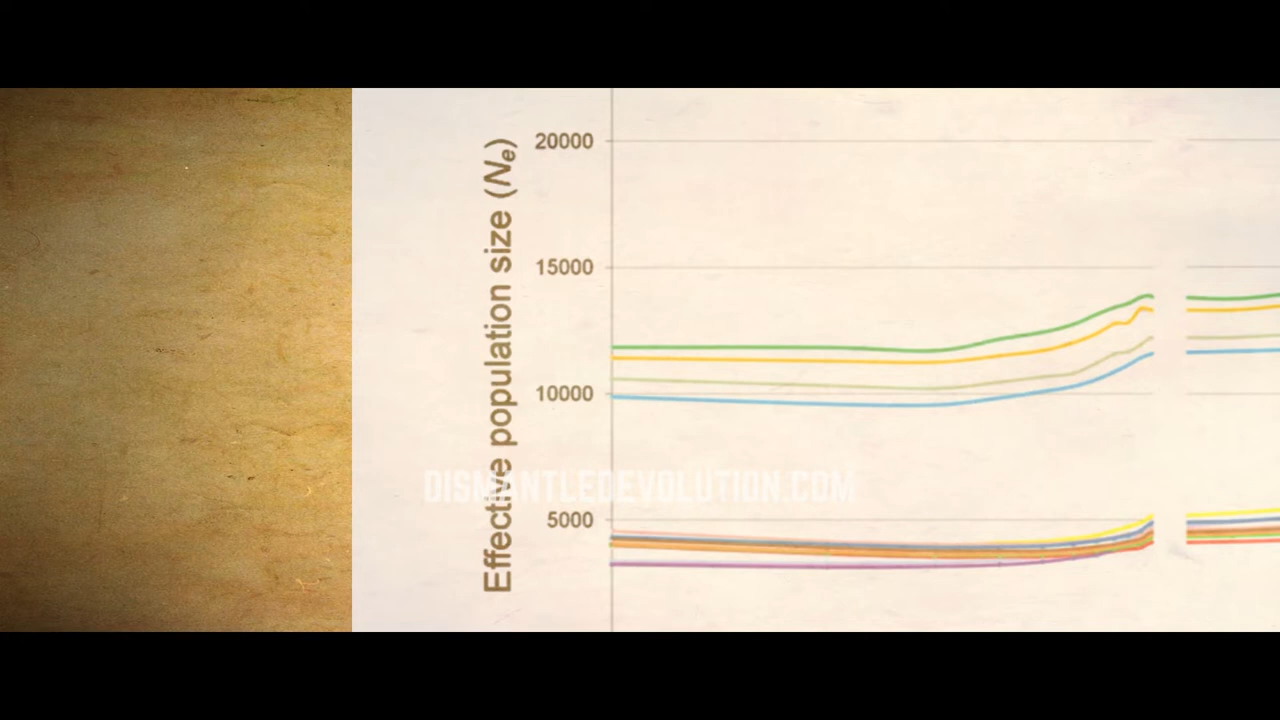 Effective population size (Ne)
20000
15000
10000
5000
DISMANTLEDEVOLUTION.COM